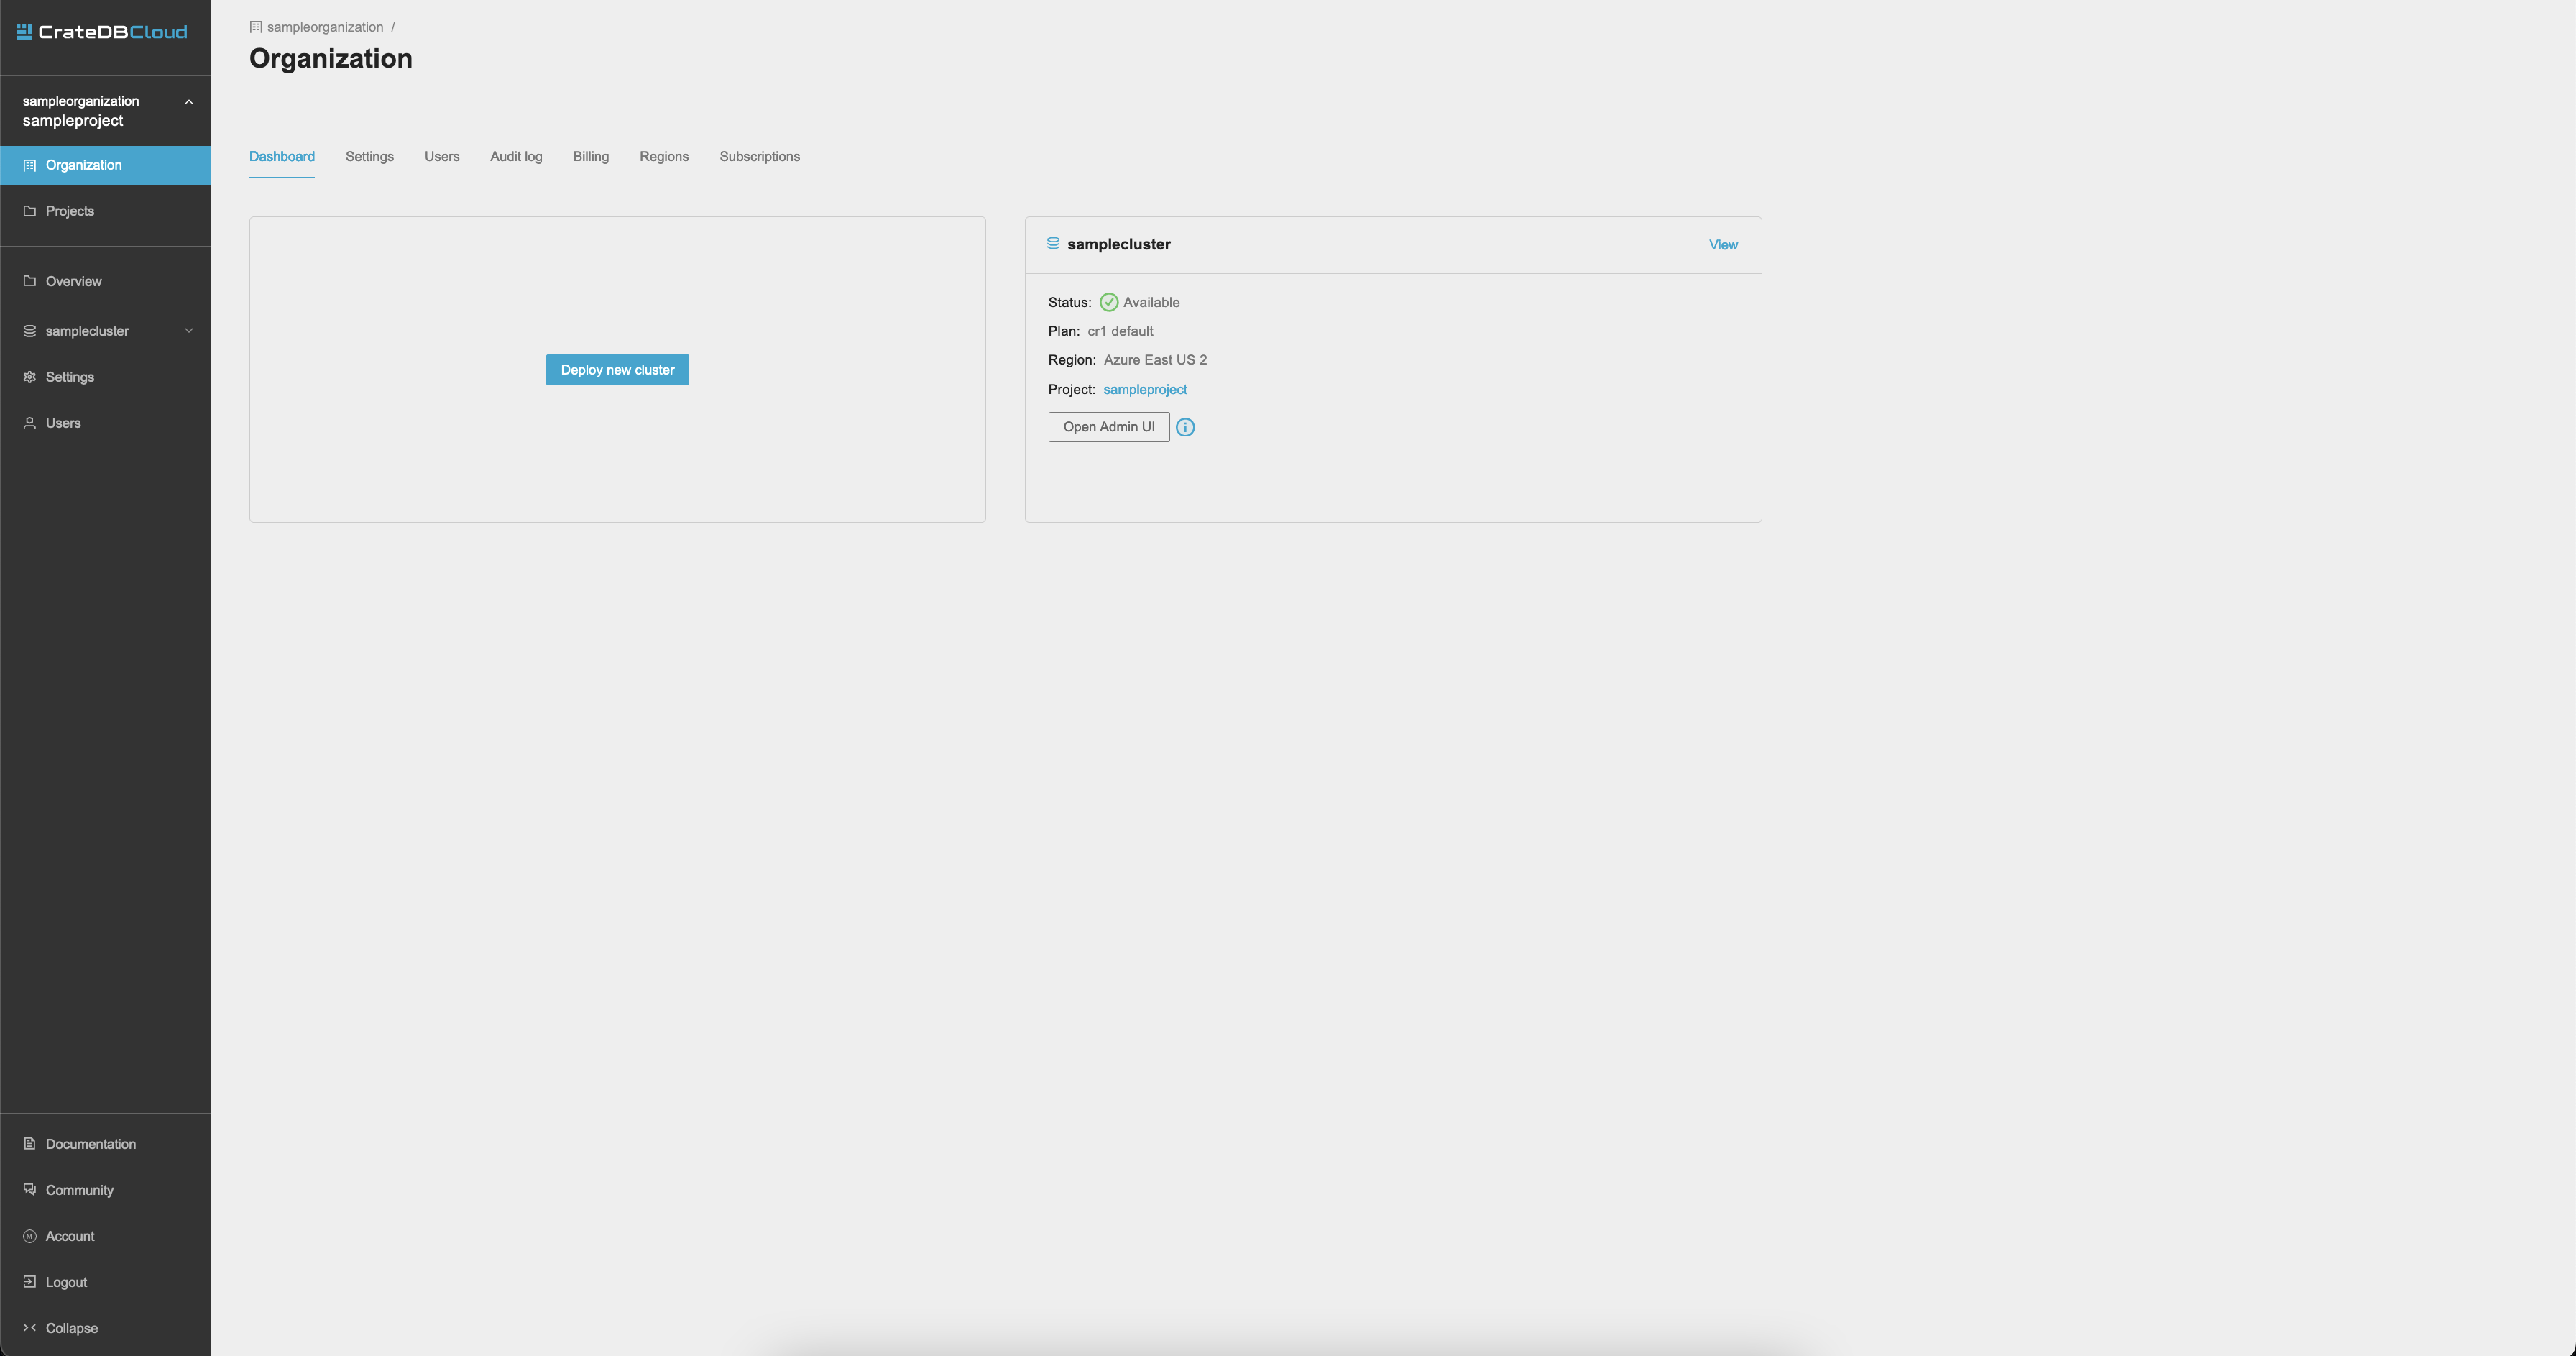 CrateDBCloud
sampleorganization
sampleproject
Organization
Projects
Overview
samplecluster
Settings
Users
Documentation
Community
Account
Logout
Collapse
sampleorganization /
Organization
Dashboard Settings Users Audit log Billing Regions Subscriptions
Deploy new cluster
samplecluster View
Status: Available
Plan: cr1 default
Region: Azure East US 2
Project: sampleproject
Open Admin UI